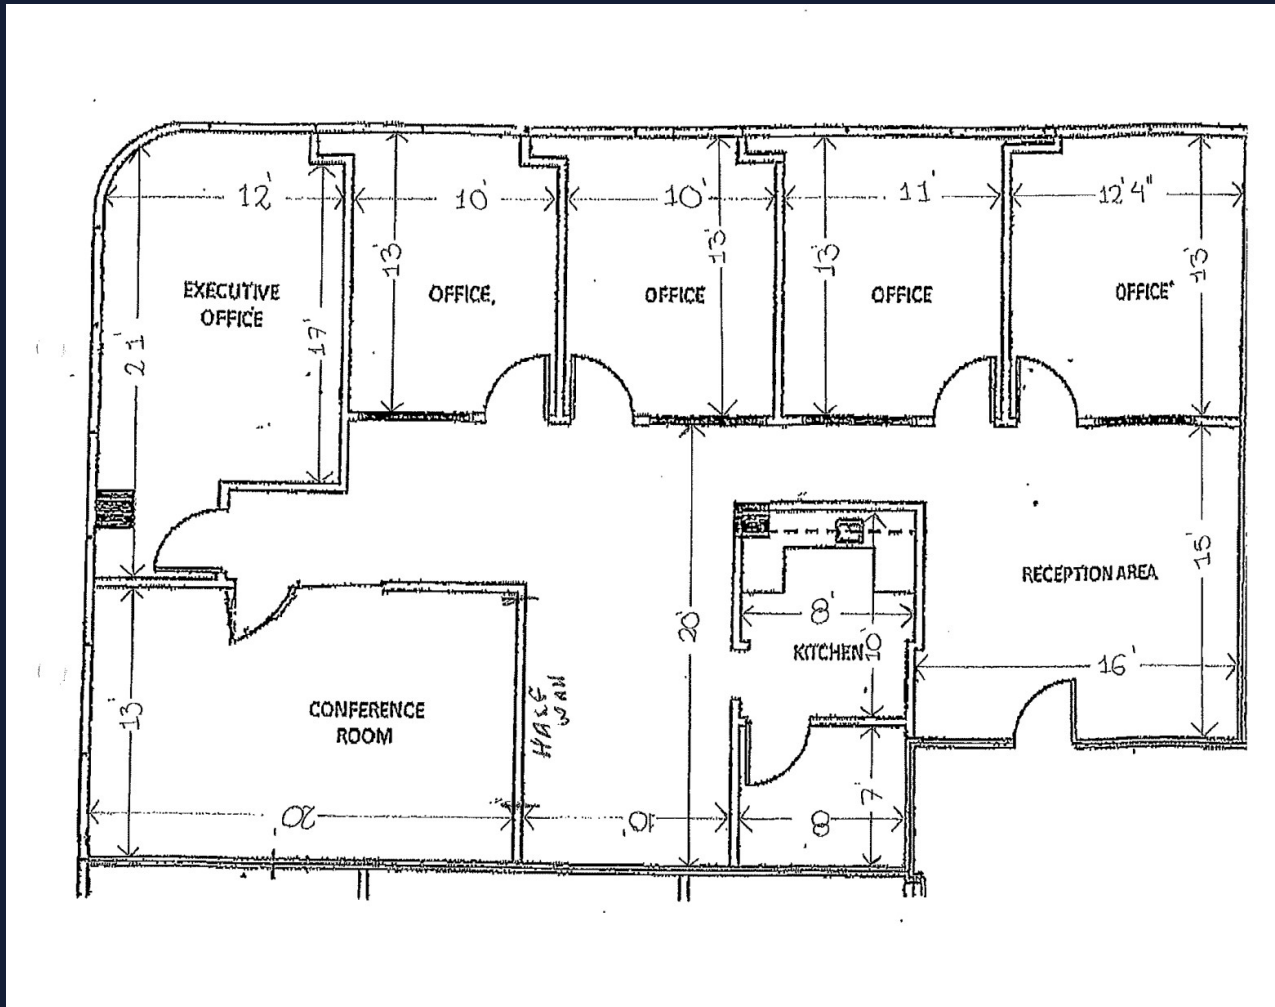 12'
10'
10'
11'
12'4"
13'
13'
13'
13'
EXECUTIVE
OFFICE
OFFICE
OFFICE
OFFICE
OFFICE
21'
17'
15'
RECEPTION AREA
8'
20'
KITCHEN
10'
16'
CONFERENCE
ROOM
13'
HALF
WALL
20'
10'
8
7'